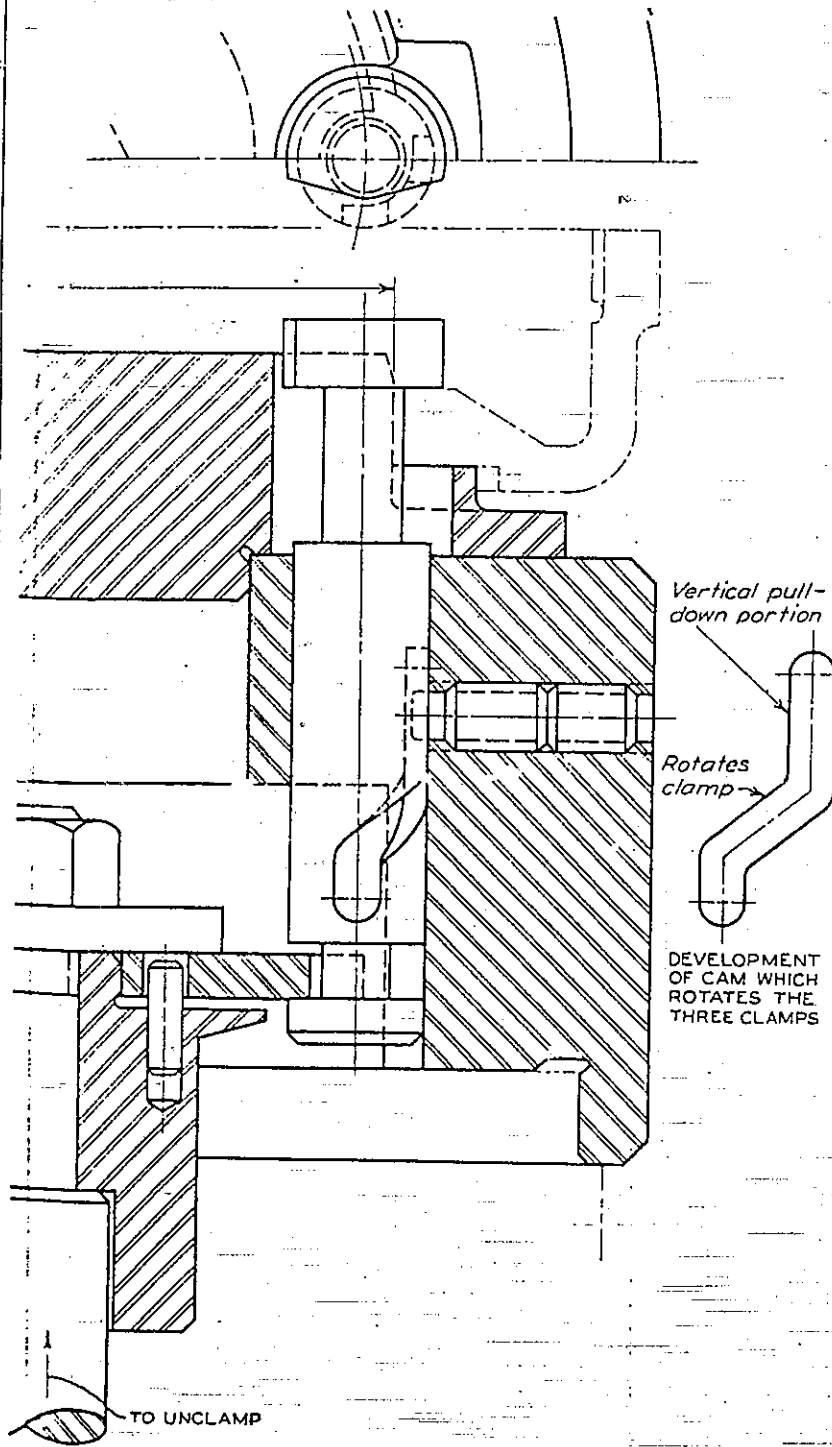 Vertical pull-
down portion
Rotates
clamp
DEVELOPMENT
OF CAM WHICH
ROTATES THE
THREE CLAMPS
TO UNCLAMP